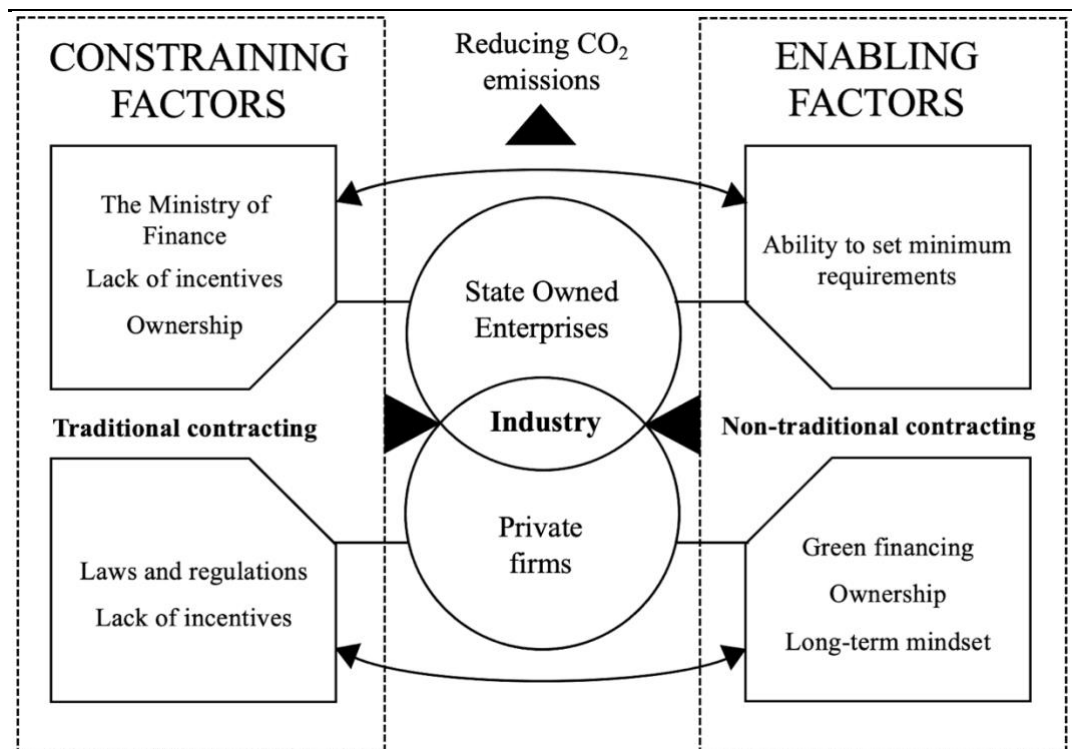 CONSTRAINING
FACTORS
The Ministry of
Finance
Lack of incentives
Ownership
Traditional contracting
Laws and regulations
Lack of incentives
Reducing CO₂
emissions
State Owned
Enterprises
Industry
Private
firms
ENABLING
FACTORS
Ability to set minimum
requirements
Non-traditional contracting
Green financing
Ownership
Long-term mindset